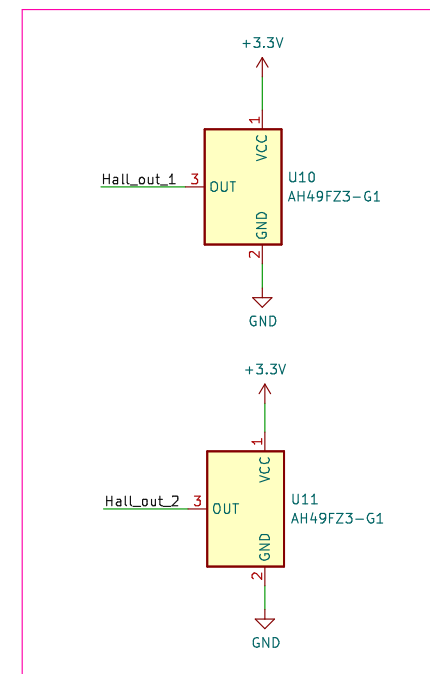 +3.3V
1
VCC
Hall_out_1 3 OUT
U10
AH49FZ3-G1
GND
2
GND
+3.3V
1
VCC
Hall_out_2 3 OUT
U11
AH49FZ3-G1
GND
2
GND